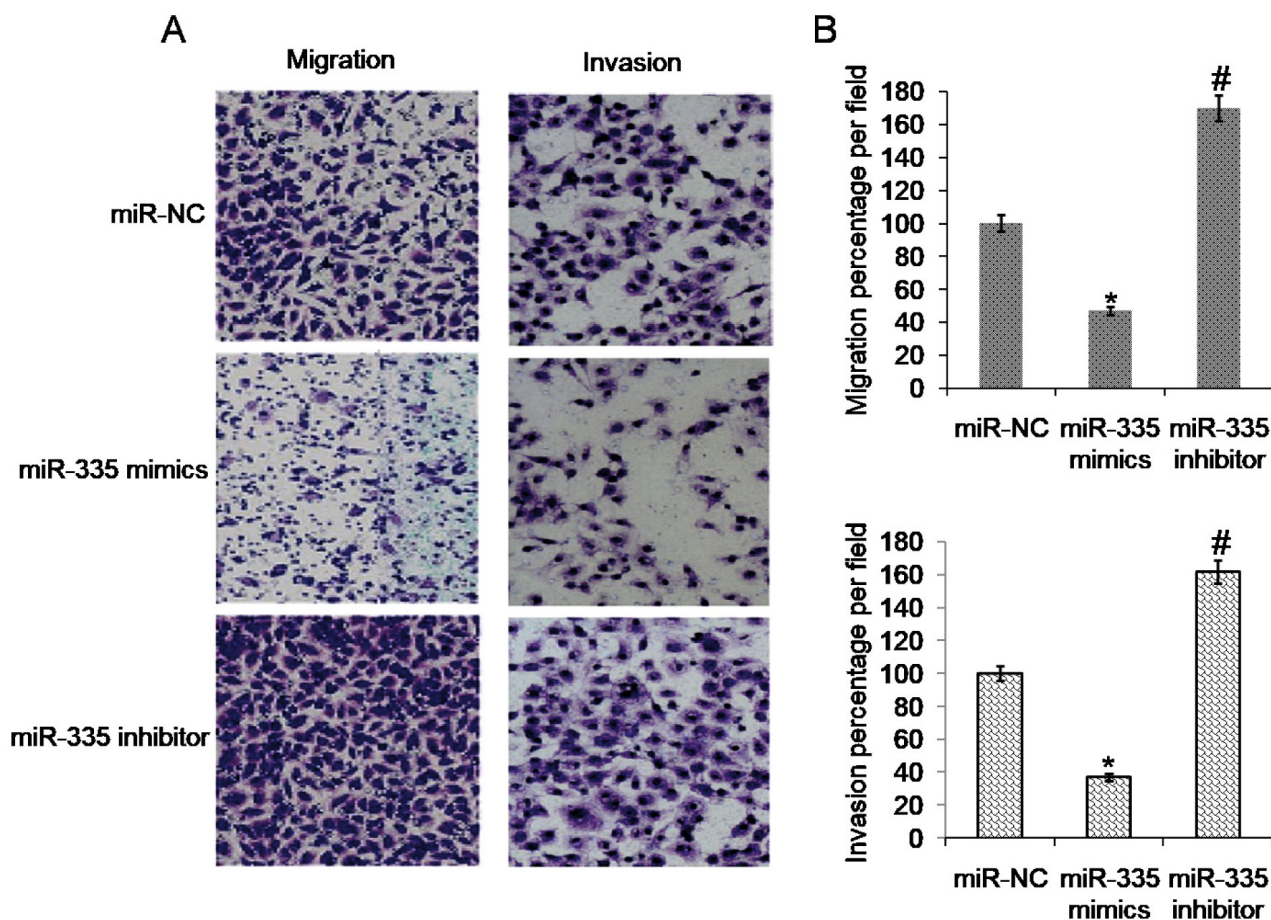 A
Migration
Invasion
miR-NC
miR-335 mimics
miR-335 inhibitor
B
Migration percentage per field
180
160
140
120
100
80
60
40
20
0
#
*
miR-NC
miR-335
mimics
miR-335
inhibitor
Invasion percentage per field
180
160
140
120
100
80
60
40
20
0
#
*
miR-NC
miR-335
mimics
miR-335
inhibitor